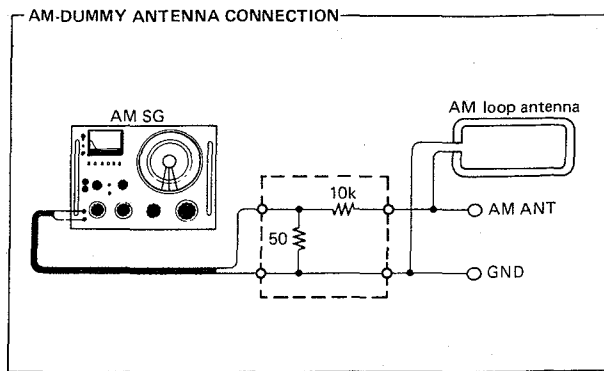 AM-DUMMY ANTENNA CONNECTION
AM SG
AM loop antenna
10k
AM ANT
50
GND